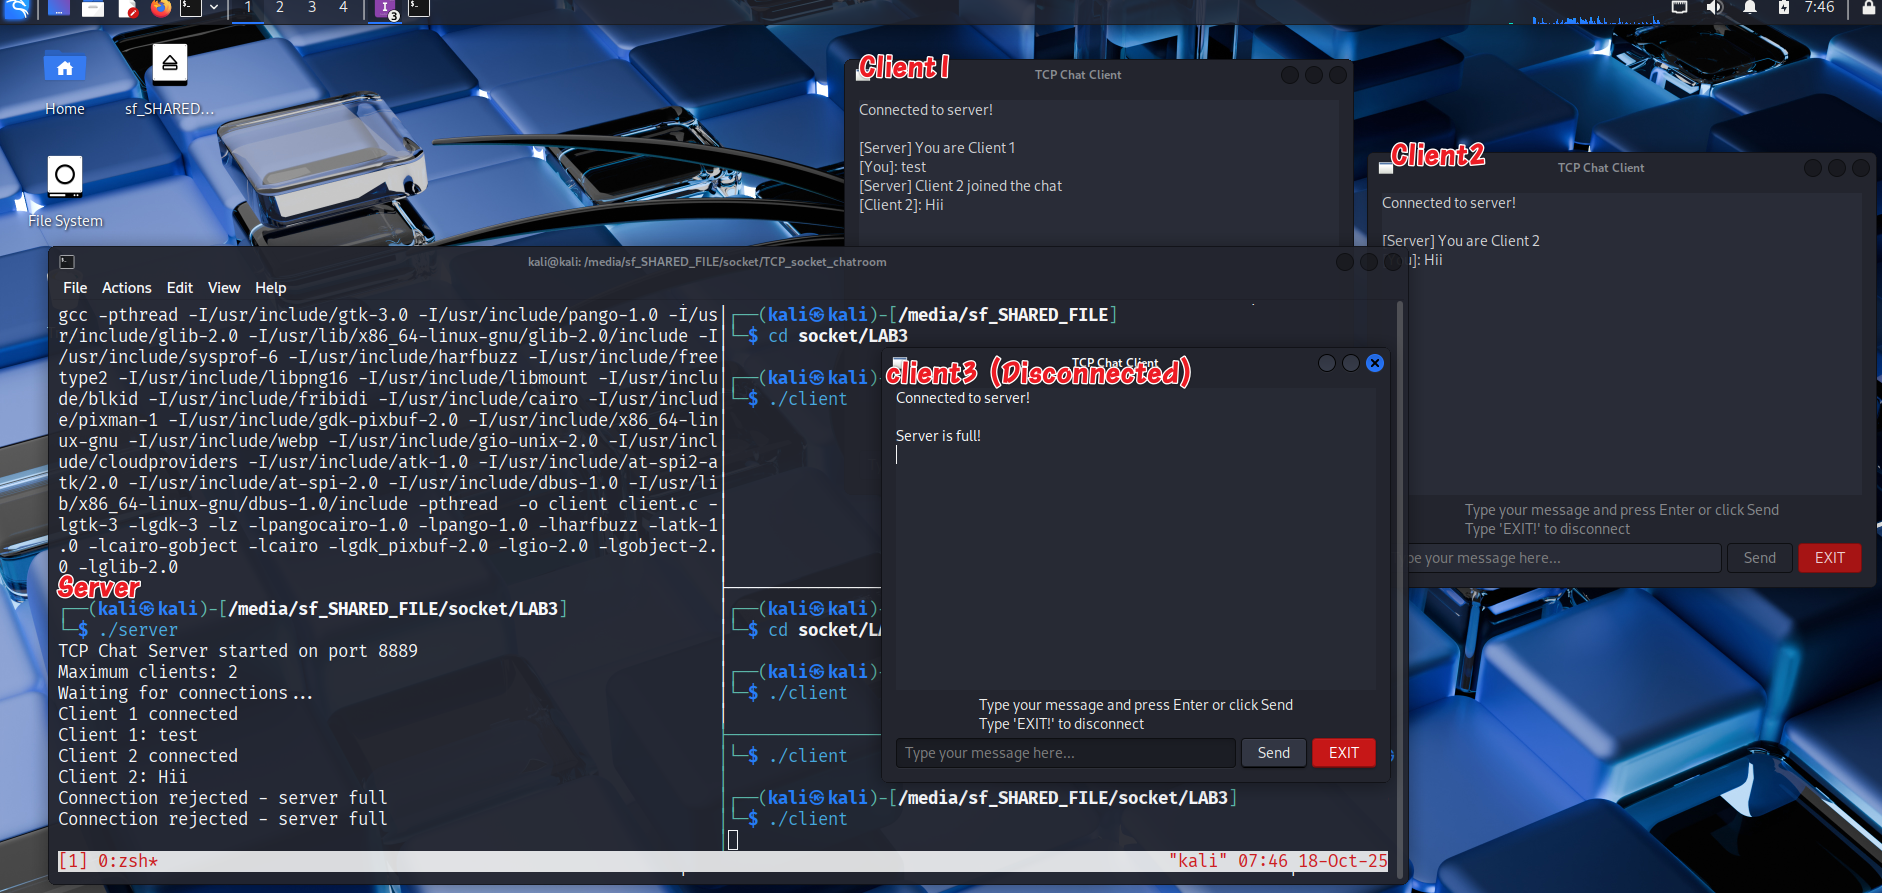 1 2 3 4
3
7:46
Home
sf_SHARED...
File System
Client1
TCP Chat Client
Connected to server!
[Server] You are Client 1
[You]: test
[Server] Client 2 joined the chat
[Client 2]: Hii
Client2
TCP Chat Client
Connected to server!
[Server] You are Client 2
u]: Hii
Type your message and press Enter or click Send
Type 'EXIT!' to disconnect
pe your message here...
Send
EXIT
kali@kali: /media/sf_SHARED_FILE/socket/TCP_socket_chatroom
File Actions Edit View Help
gcc -pthread -I/usr/include/gtk-3.0 -I/usr/include/pango-1.0 -I/us
r/include/glib-2.0 -I/usr/lib/x86_64-linux-gnu/glib-2.0/include -I
/usr/include/sysprof-6 -I/usr/include/harfbuzz -I/usr/include/free
type2 -I/usr/include/libpng16 -I/usr/include/libmount -I/usr/inclu
de/blkid -I/usr/include/fribidi -I/usr/include/cairo -I/usr/includ
e/pixman-1 -I/usr/include/gdk-pixbuf-2.0 -I/usr/include/x86_64-lin
ux-gnu -I/usr/include/webp -I/usr/include/gio-unix-2.0 -I/usr/incl
ude/cloudproviders -I/usr/include/atk-1.0 -I/usr/include/at-spi2-a
tk/2.0 -I/usr/include/at-spi-2.0 -I/usr/include/dbus-1.0 -I/usr/li
b/x86_64-linux-gnu/dbus-1.0/include -pthread -o client client.c -
lgtk-3 -lgdk-3 -lz -lpangocairo-1.0 -lpango-1.0 -lharfbuzz -latk-1
.0 -lcairo-gobject -lcairo -lgdk_pixbuf-2.0 -lgio-2.0 -lgobject-2.
0 -lglib-2.0
Server
(kali㉿kali)-[/media/sf_SHARED_FILE/socket/LAB3]
$ ./server
TCP Chat Server started on port 8889
Maximum clients: 2
Waiting for connections...
Client 1 connected
Client 1: test
Client 2 connected
Client 2: Hii
Connection rejected - server full
Connection rejected - server full
(kali㉿kali)-[/media/sf_SHARED_FILE]
$ cd socket/LAB3
(kali㉿kali)-
$ ./client
(kali㉿kali)-
$ cd socket/LA
(kali㉿kali)-
$ ./client
$ ./client
(kali㉿kali)-[/media/sf_SHARED_FILE/socket/LAB3]
$ ./client
client3 (Disconnected)
TCP Chat Client
Connected to server!
Server is full!
Type your message and press Enter or click Send
Type 'EXIT!' to disconnect
Type your message here...
Send
EXIT
[1] 0:zsh*
"kali" 07:46 18-Oct-25